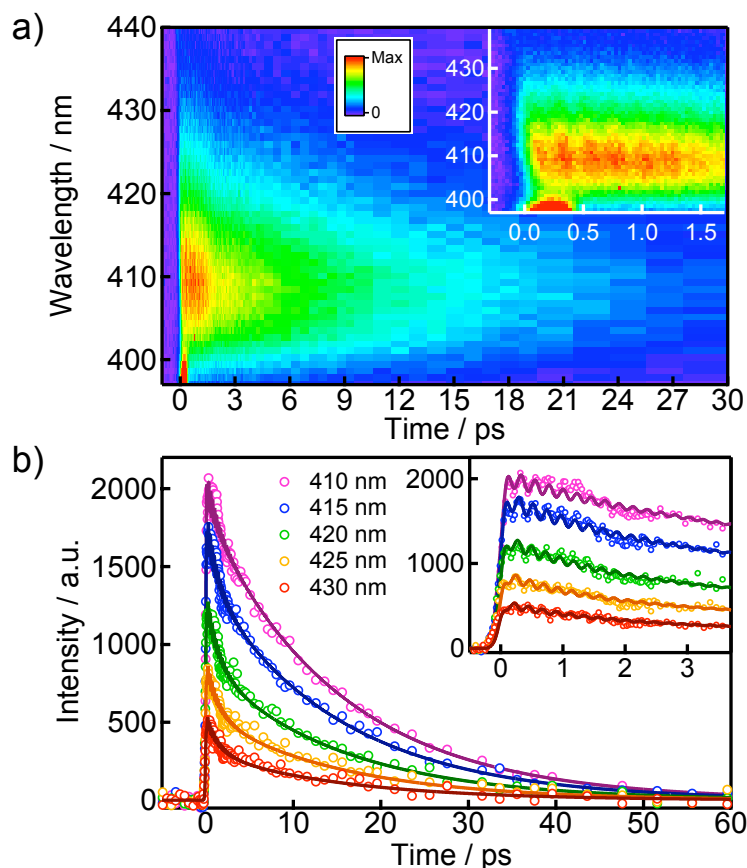 a)
Wavelength / nm
440
430
420
410
400
Max
0
430
420
410
400
0.0 0.5 1.0 1.5
0 3 6 9 12 15 18 21 24 27 30
Time / ps
b)
Intensity / a.u.
2000
1500
1000
500
0
410 nm
415 nm
420 nm
425 nm
430 nm
2000
1000
0
0 1 2 3
0 10 20 30 40 50 60
Time / ps